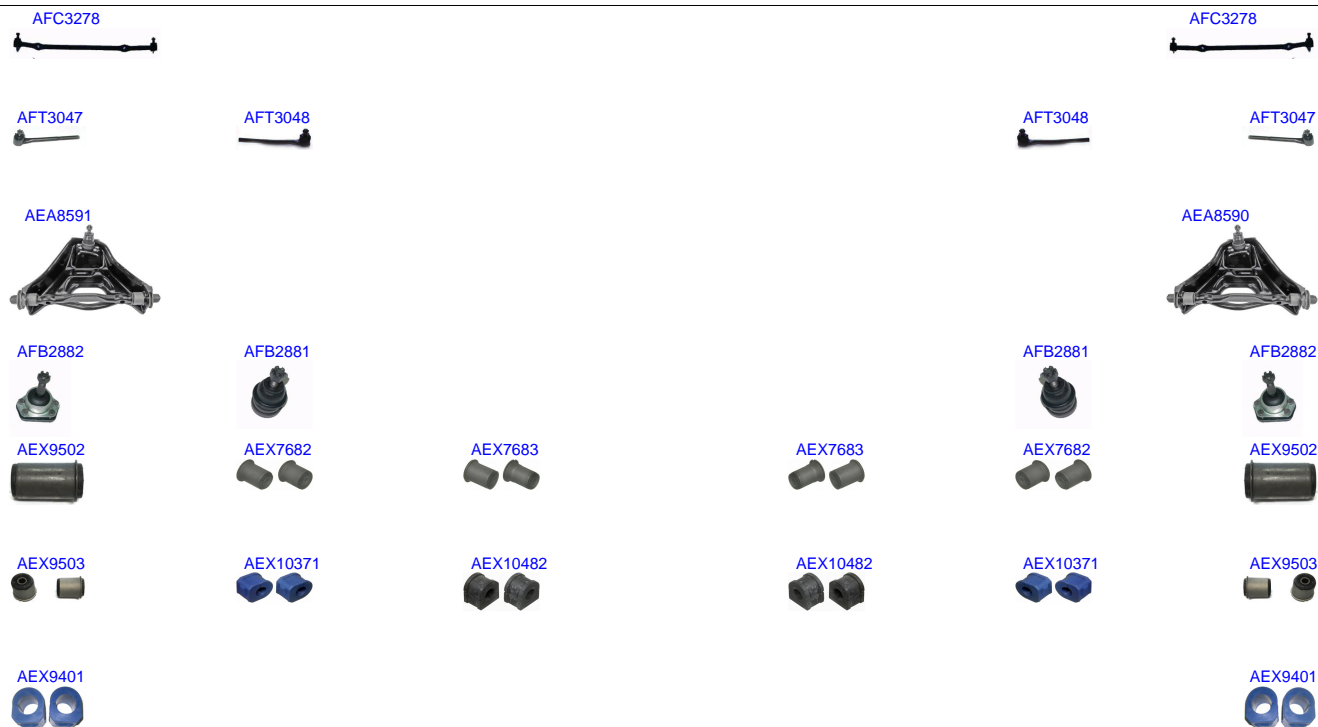 AFC3278 AFC3278
AFT3047 AFT3048 AFT3048 AFT3047
AEA8591 AEA8590
AFB2882 AFB2881 AFB2881 AFB2882
AEX9502 AEX7682 AEX7683 AEX7683 AEX7682 AEX9502
AEX9503 AEX10371 AEX10482 AEX10482 AEX10371 AEX9503
AEX9401 AEX9401